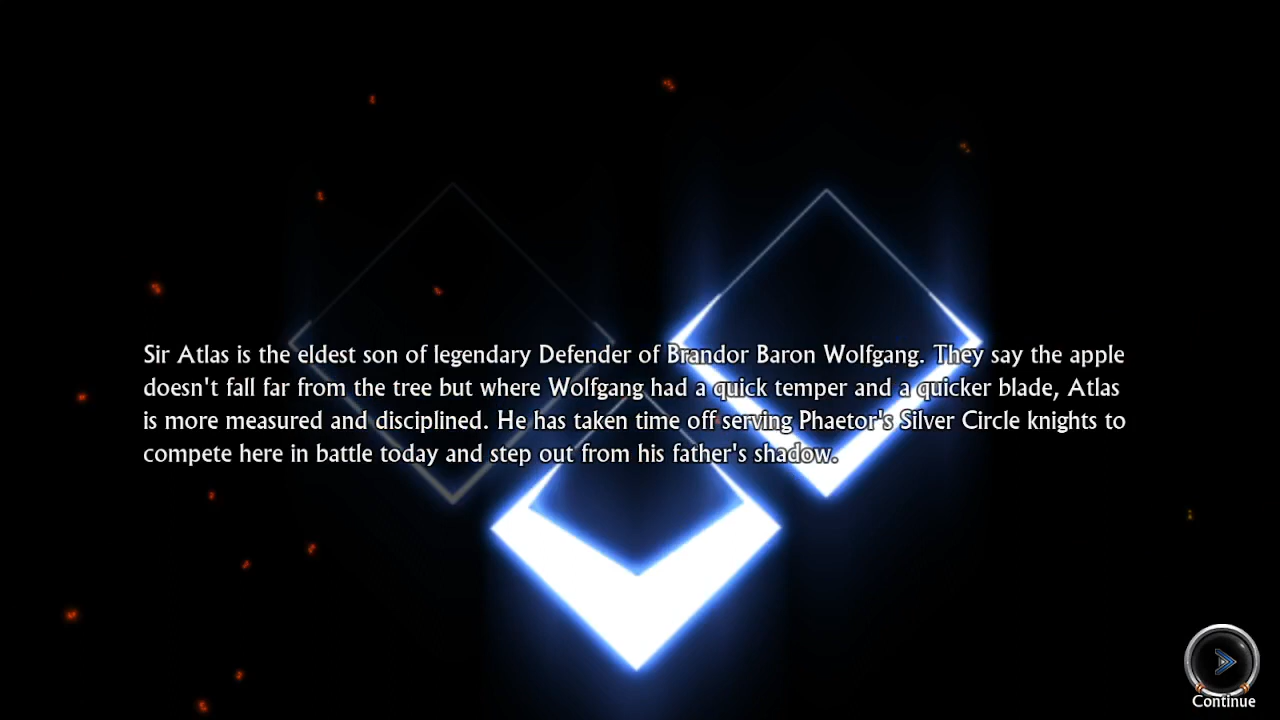 Sir Atlas is the eldest son of legendary Defender of Brandor Baron Wolfgang. They say the apple
doesn't fall far from the tree but where Wolfgang had a quick temper and a quicker blade, Atlas
is more measured and disciplined. He has taken time off serving Phaetor's Silver Circle knights to
compete here in battle today and step out from his father's shadow.
Continue